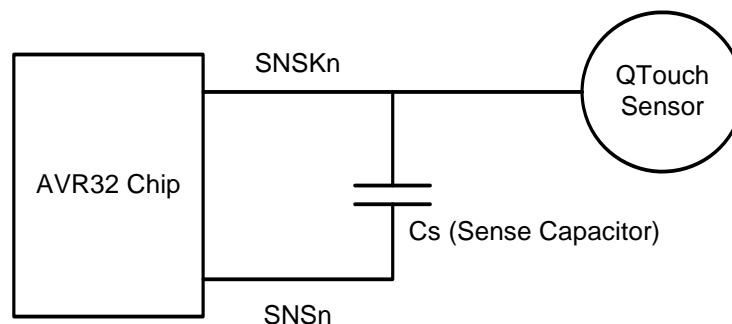 SNSKn
QTouch
Sensor
AVR32 Chip
Cs (Sense Capacitor)
SNSn